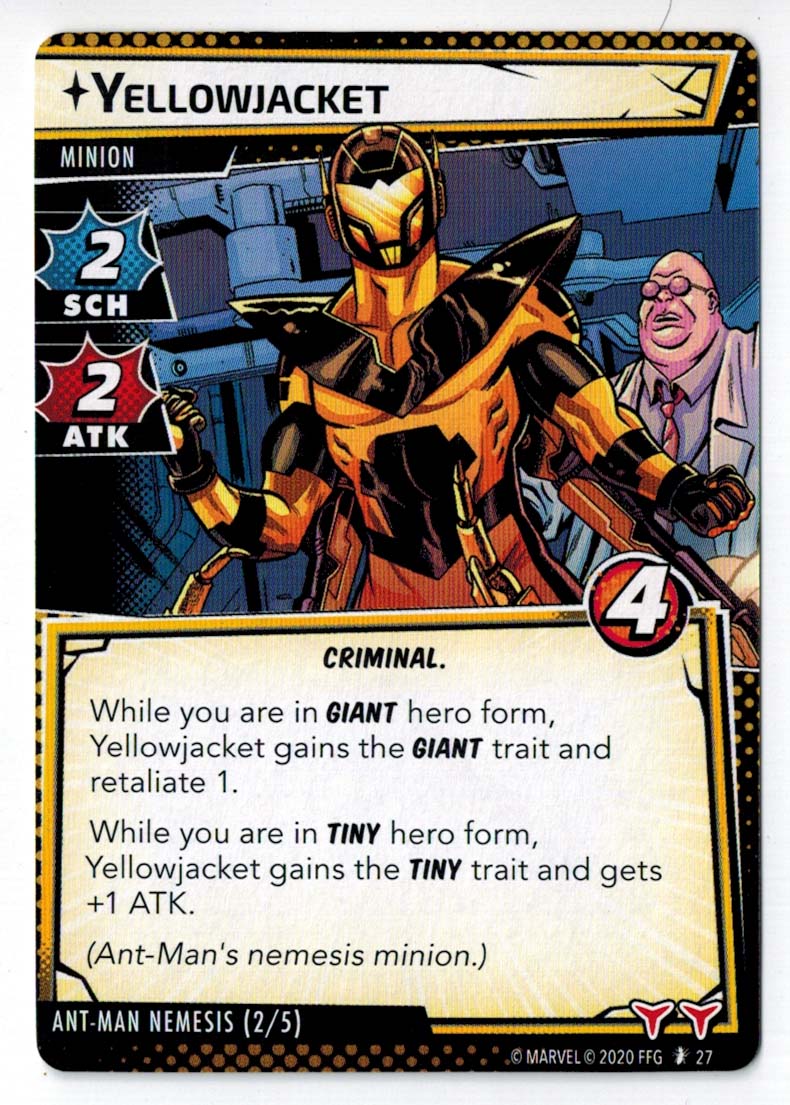 YELLOWJACKET
MINION
2
SCH
2
ATK
4
CRIMINAL.
While you are in GIANT hero form,
Yellowjacket gains the GIANT trait and
retaliate 1.
While you are in TINY hero form,
Yellowjacket gains the TINY trait and gets
+1 ATK.
(Ant-Man's nemesis minion.)
ANT-MAN NEMESIS (2/5)
© MARVEL © 2020 FFG 27